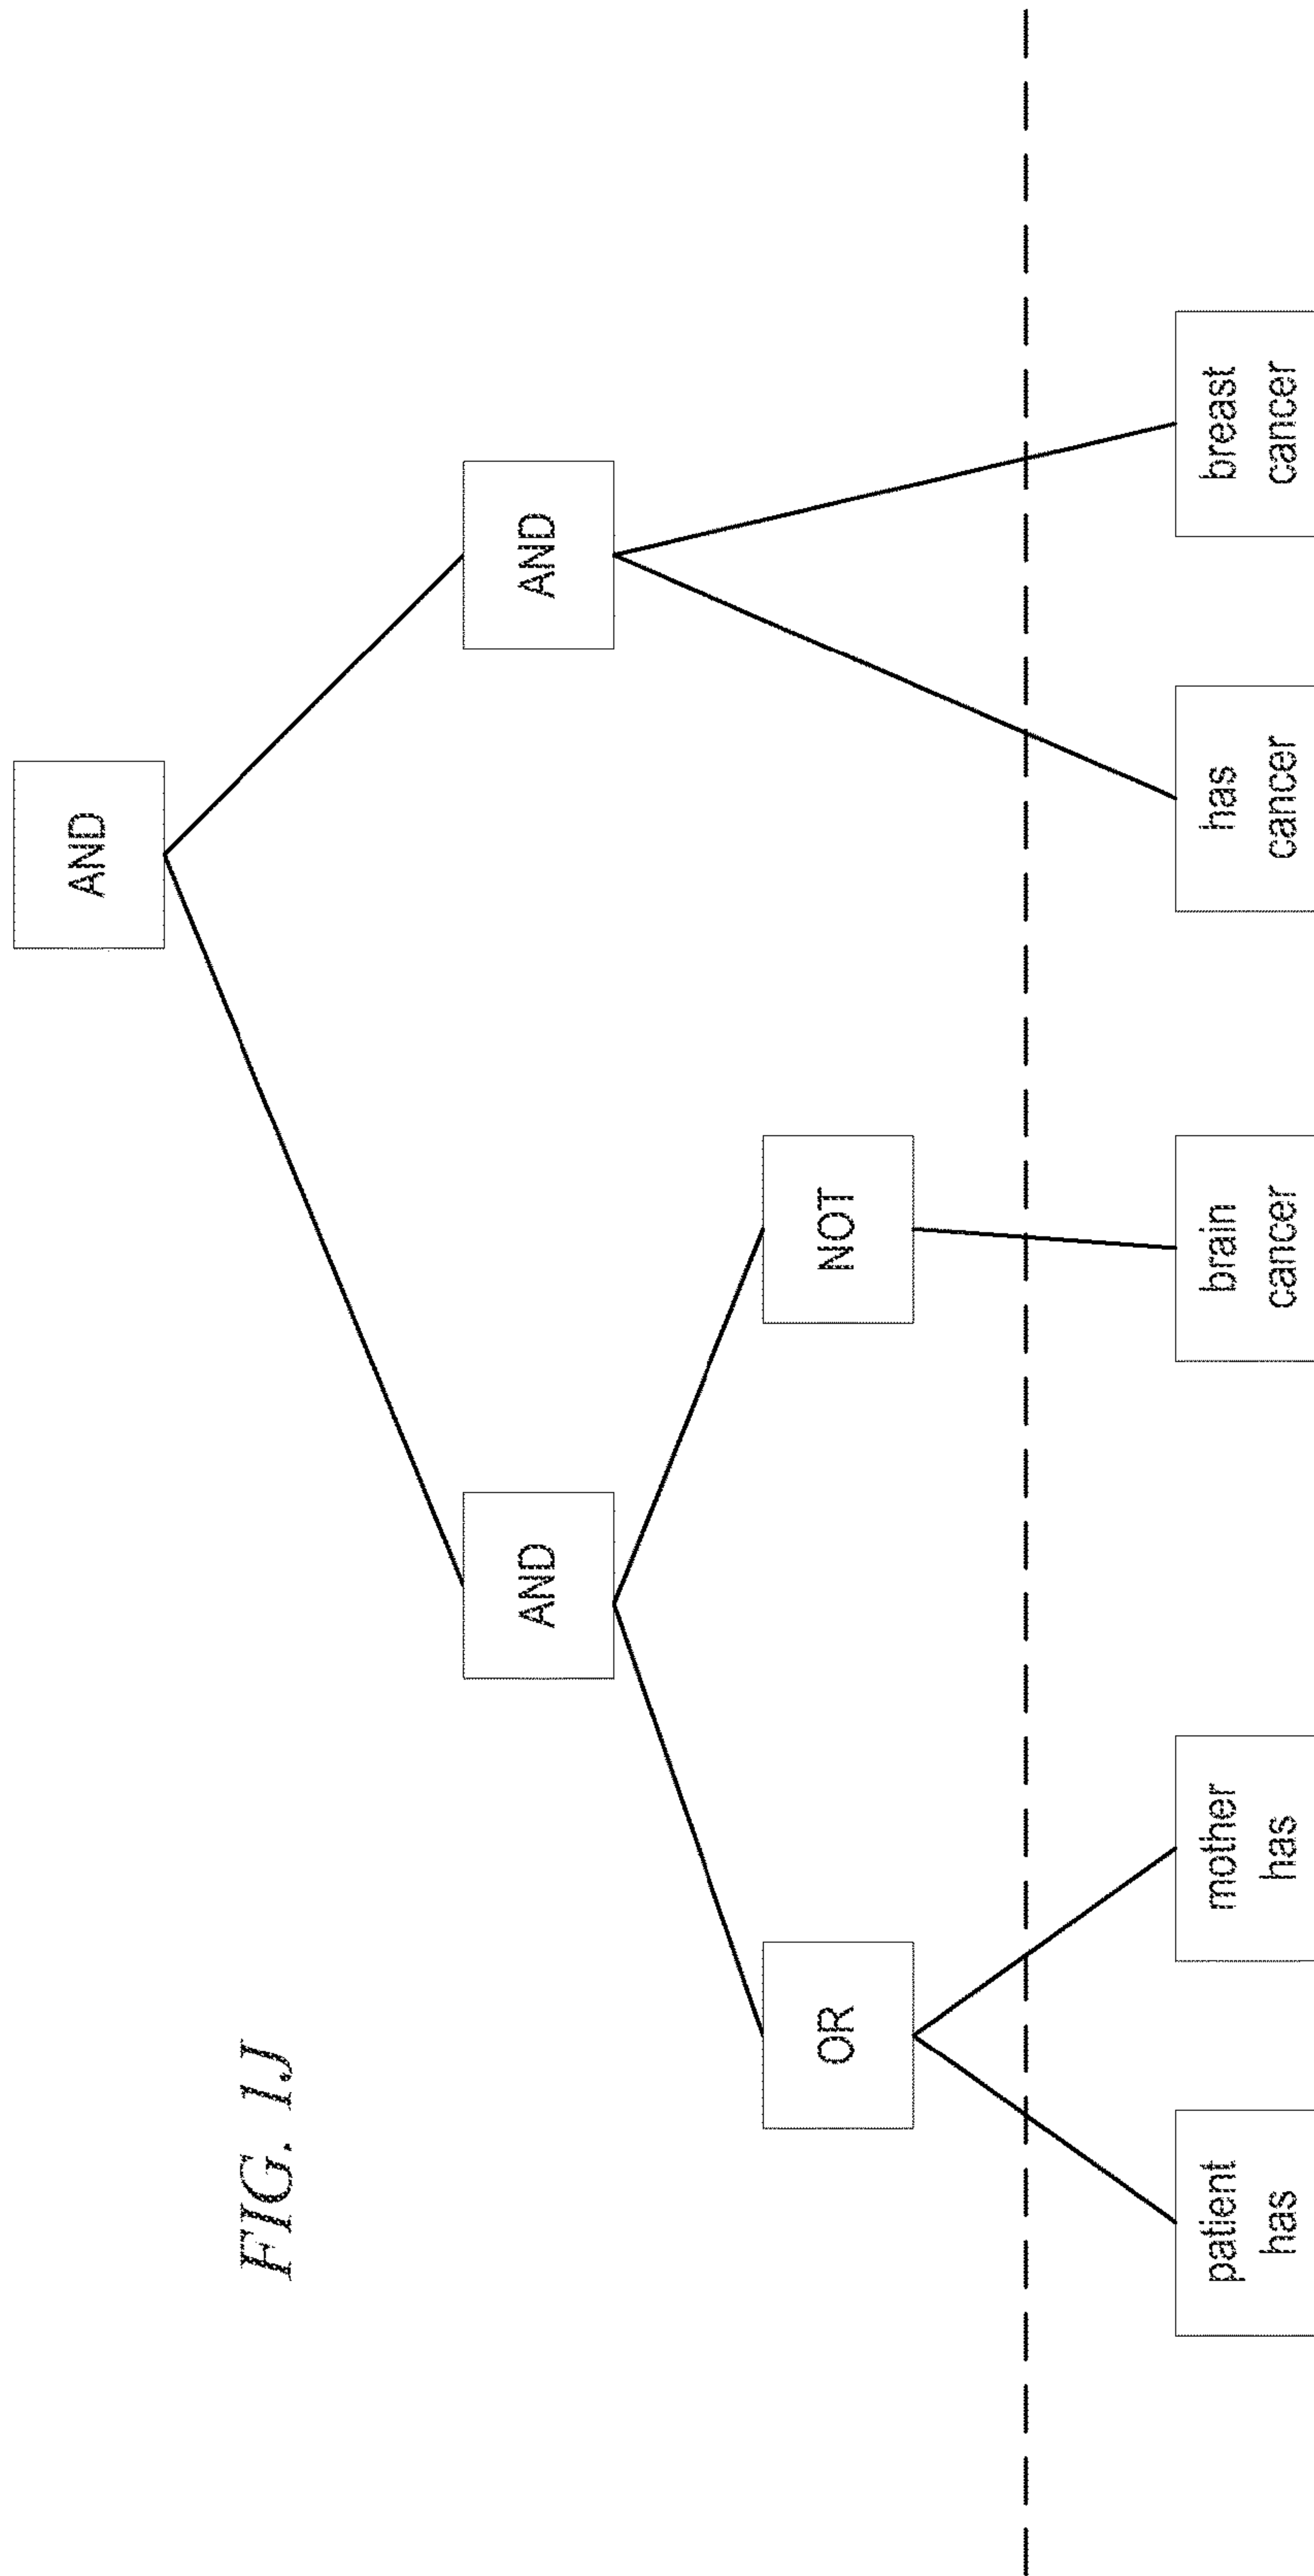 FIG. 1J
AND
AND
AND
OR
NOT
patient
has
mother
has
brain
cancer
has
cancer
breast
cancer